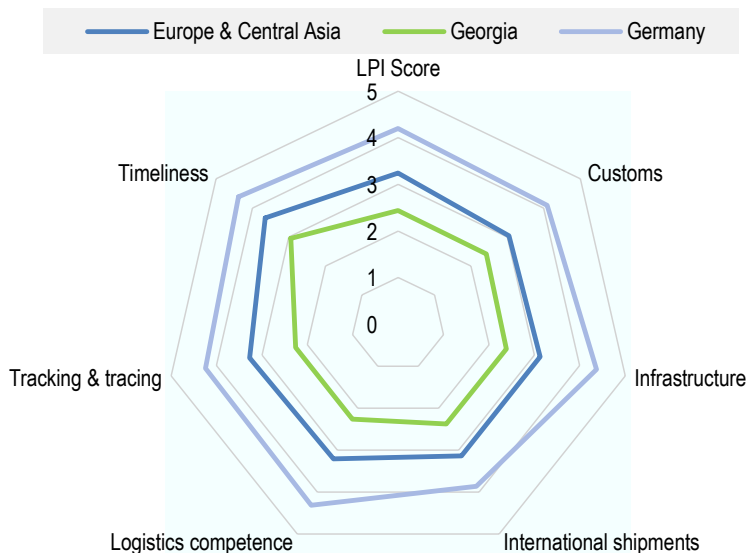 Europe & Central Asia Georgia Germany
LPI Score
5
4
3
2
1
0
Customs
Infrastructure
International shipments
Logistics competence
Tracking & tracing
Timeliness